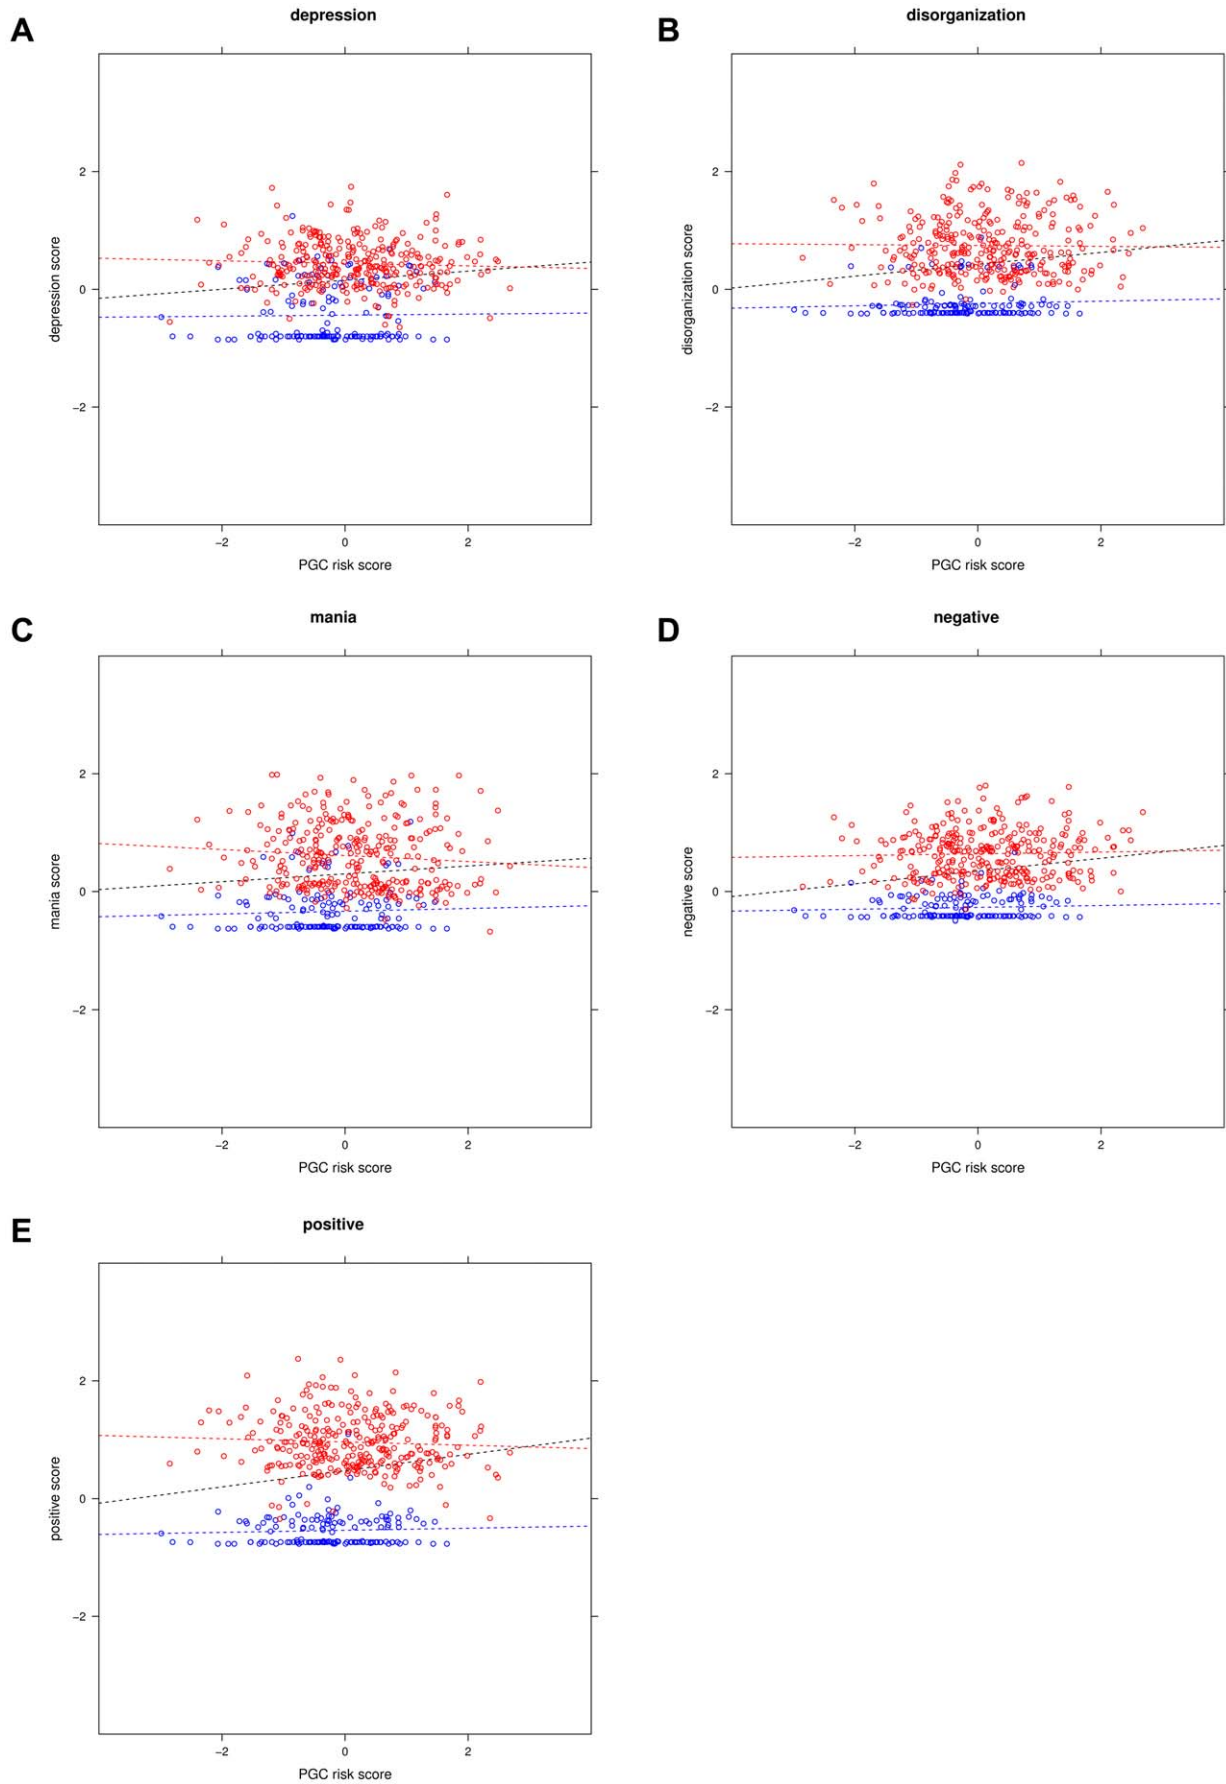 A
depression
depression score
2
0
−2
−2
0
2
PGC risk score
B
disorganization
disorganization score
2
0
−2
−2
0
2
PGC risk score
C
mania
mania score
2
0
−2
−2
0
2
PGC risk score
D
negative
negative score
2
0
−2
−2
0
2
PGC risk score
E
positive
positive score
2
0
−2
−2
0
2
PGC risk score